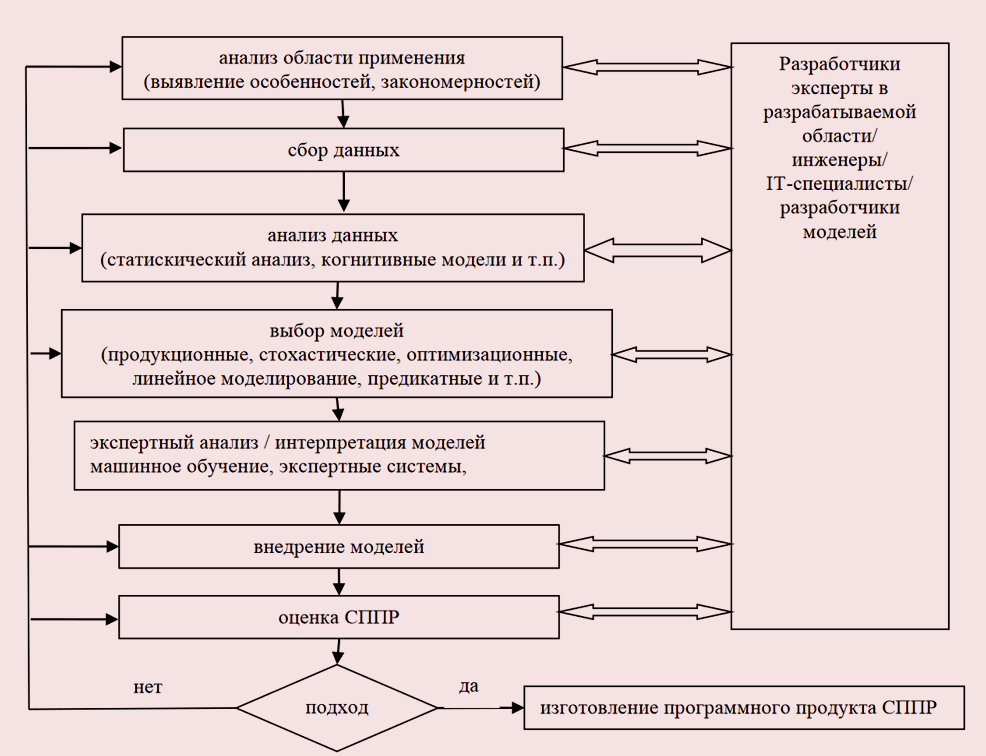 анализ области применения
(выявление особенностей, закономерностей)
сбор данных
анализ данных
(статискический анализ, когнитивные модели и т.п.)
выбор моделей
(продукционные, стохастические, оптимизационные,
линейное моделирование, предикатные и т.п.)
экспертный анализ / интерпретация моделей
машинное обучение, экспертные системы,
внедрение моделей
оценка СППР
нет
подход
да
изготовление программного продукта СППР
Разработчики
эксперты в
разрабатываемой
области/
инженеры/
IT-специалисты/
разработчики
моделей